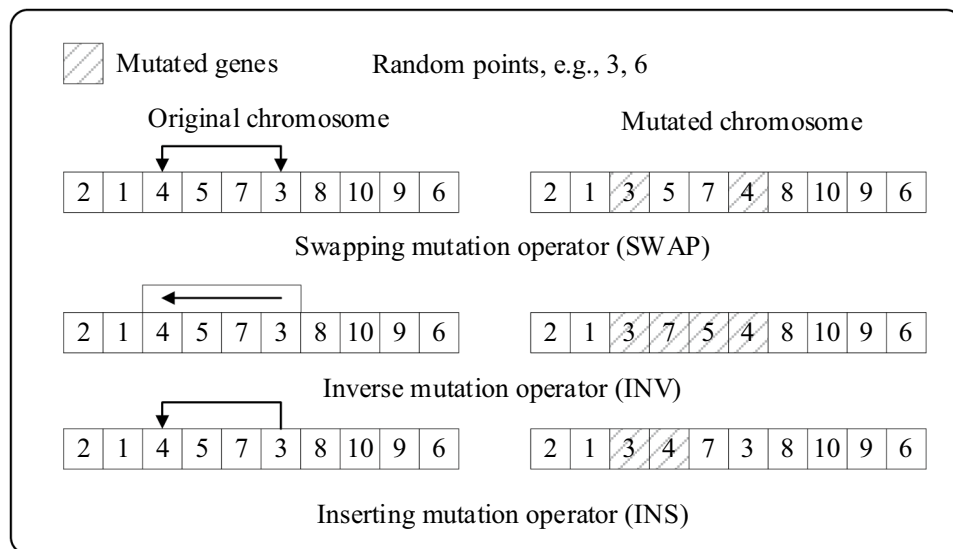 Mutated genes Random points, e.g., 3, 6
Original chromosome Mutated chromosome
2 1 4 5 7 3 8 10 9 6 2 1 3 5 7 4 8 10 9 6
Swapping mutation operator (SWAP)
2 1 4 5 7 3 8 10 9 6 2 1 3 7 5 4 8 10 9 6
Inverse mutation operator (INV)
2 1 4 5 7 3 8 10 9 6 2 1 3 4 7 3 8 10 9 6
Inserting mutation operator (INS)